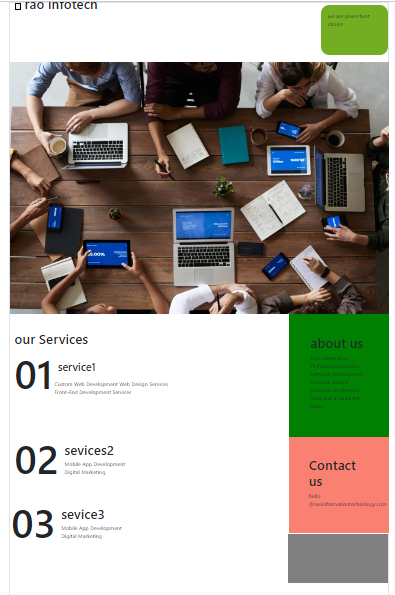 rao infotech
we are youre best
choice
our Services
01 service1
Custom Web Development Web Design Services
Front-End Development Services
02 sevices2
Mobile App Development
Digital Marketing
03 sevice3
Mobile App Development
Digital Marketing
about us
Contact
us
hello
@raoinformationtechnology.com